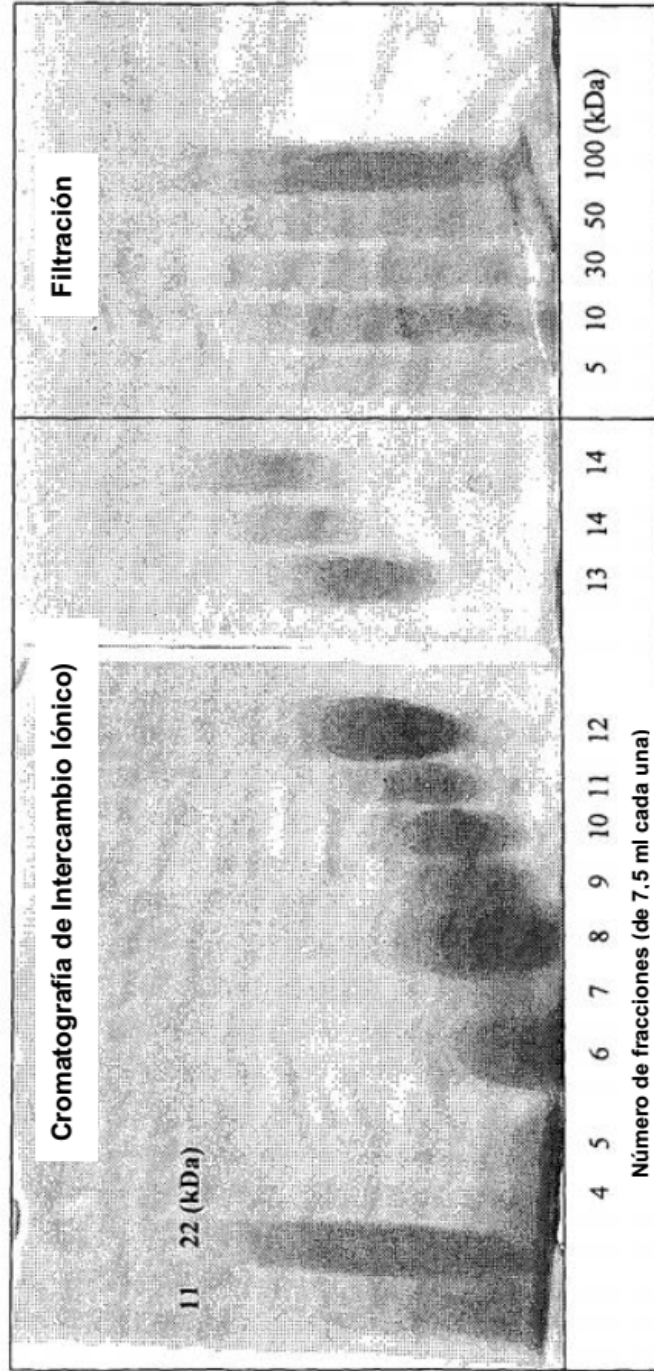 Cromatografía de Intercambio Iónico)
Filtración
11 22 (kDa)
4 5 6 7 8 9 10 11 12 13 14 14 5 10 30 50 100 (kDa)
Número de fracciones (de 7.5 ml cada una)